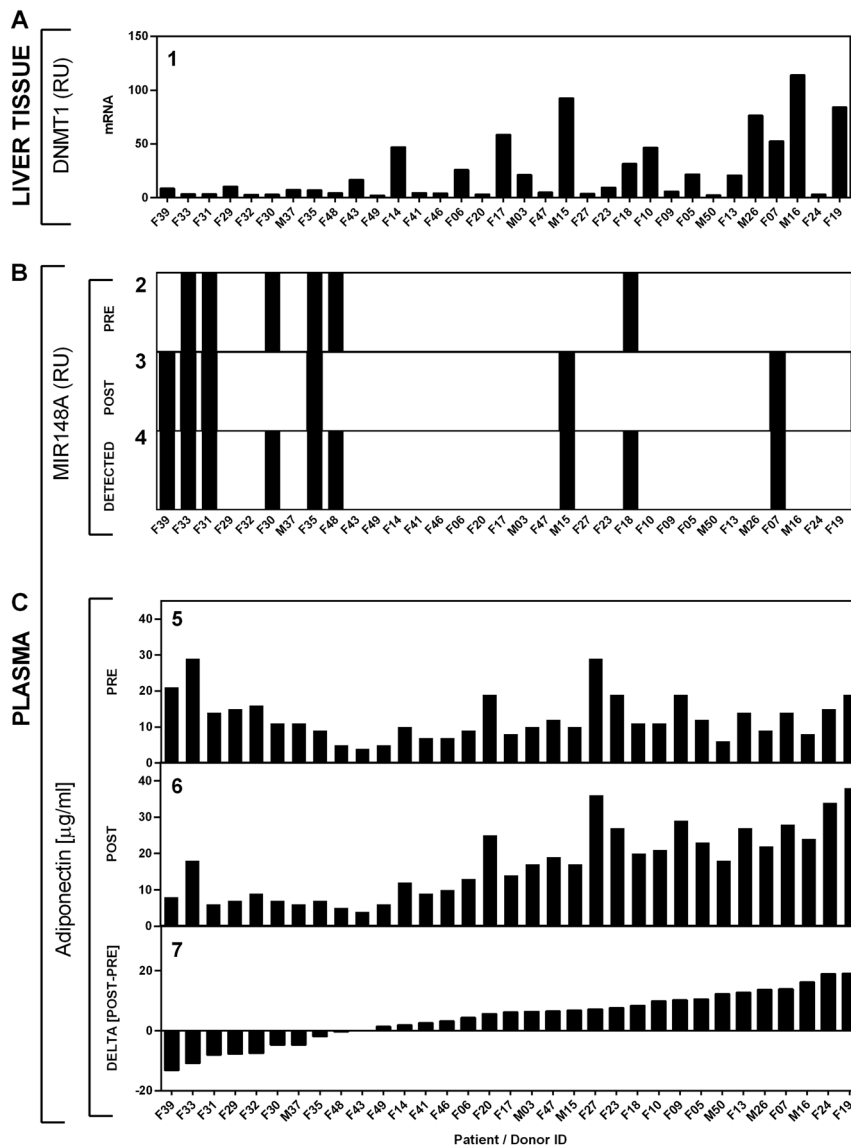 A
LIVER TISSUE
DNMT1 (RU)
mRNA
150
100
50
0
1
F39 F33 F31 F29 F32 F30 M37 F35 F48 F43 F49 F14 F41 F46 F06 F20 F17 M03 F47 M15 F27 F23 F18 F10 F09 F05 M50 F13 M26 F07 M16 F24 F19
B
MIR148A (RU)
PRE
2
POST
3
DETECTED
4
F39 F33 F31 F29 F32 F30 M37 F35 F48 F43 F49 F14 F41 F46 F06 F20 F17 M03 F47 M15 F27 F23 F18 F10 F09 F05 M50 F13 M26 F07 M16 F24 F19
C
PLASMA
Adiponectin [µg/ml]
PRE
40
30
20
10
0
5
POST
40
30
20
10
0
6
DELTA [POST-PRE]
20
0
-20
7
F39 F33 F31 F29 F32 F30 M37 F35 F48 F43 F49 F14 F41 F46 F06 F20 F17 M03 F47 M15 F27 F23 F18 F10 F09 F05 M50 F13 M26 F07 M16 F24 F19
Patient / Donor ID